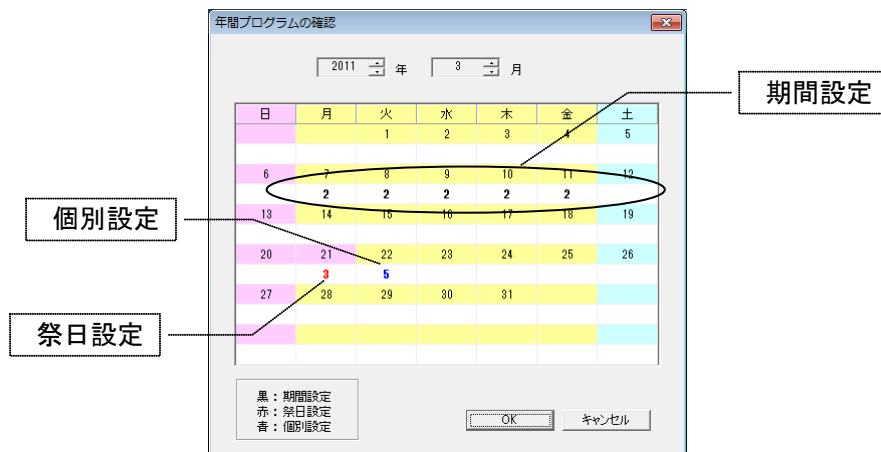 年間プログラムの確認
2011 年 3 月
期間設定
日 月 火 水 木 金 土
1 2 3 4 5
6 7 8 9 10 11 12
2 2 2 2 2
個別設定
13 14 15 16 17 18 19
20 21 22 23 24 25 26
3 5
27 28 29 30 31
祭日設定
黒：期間設定
赤：祭日設定
青：個別設定
OK キャンセル